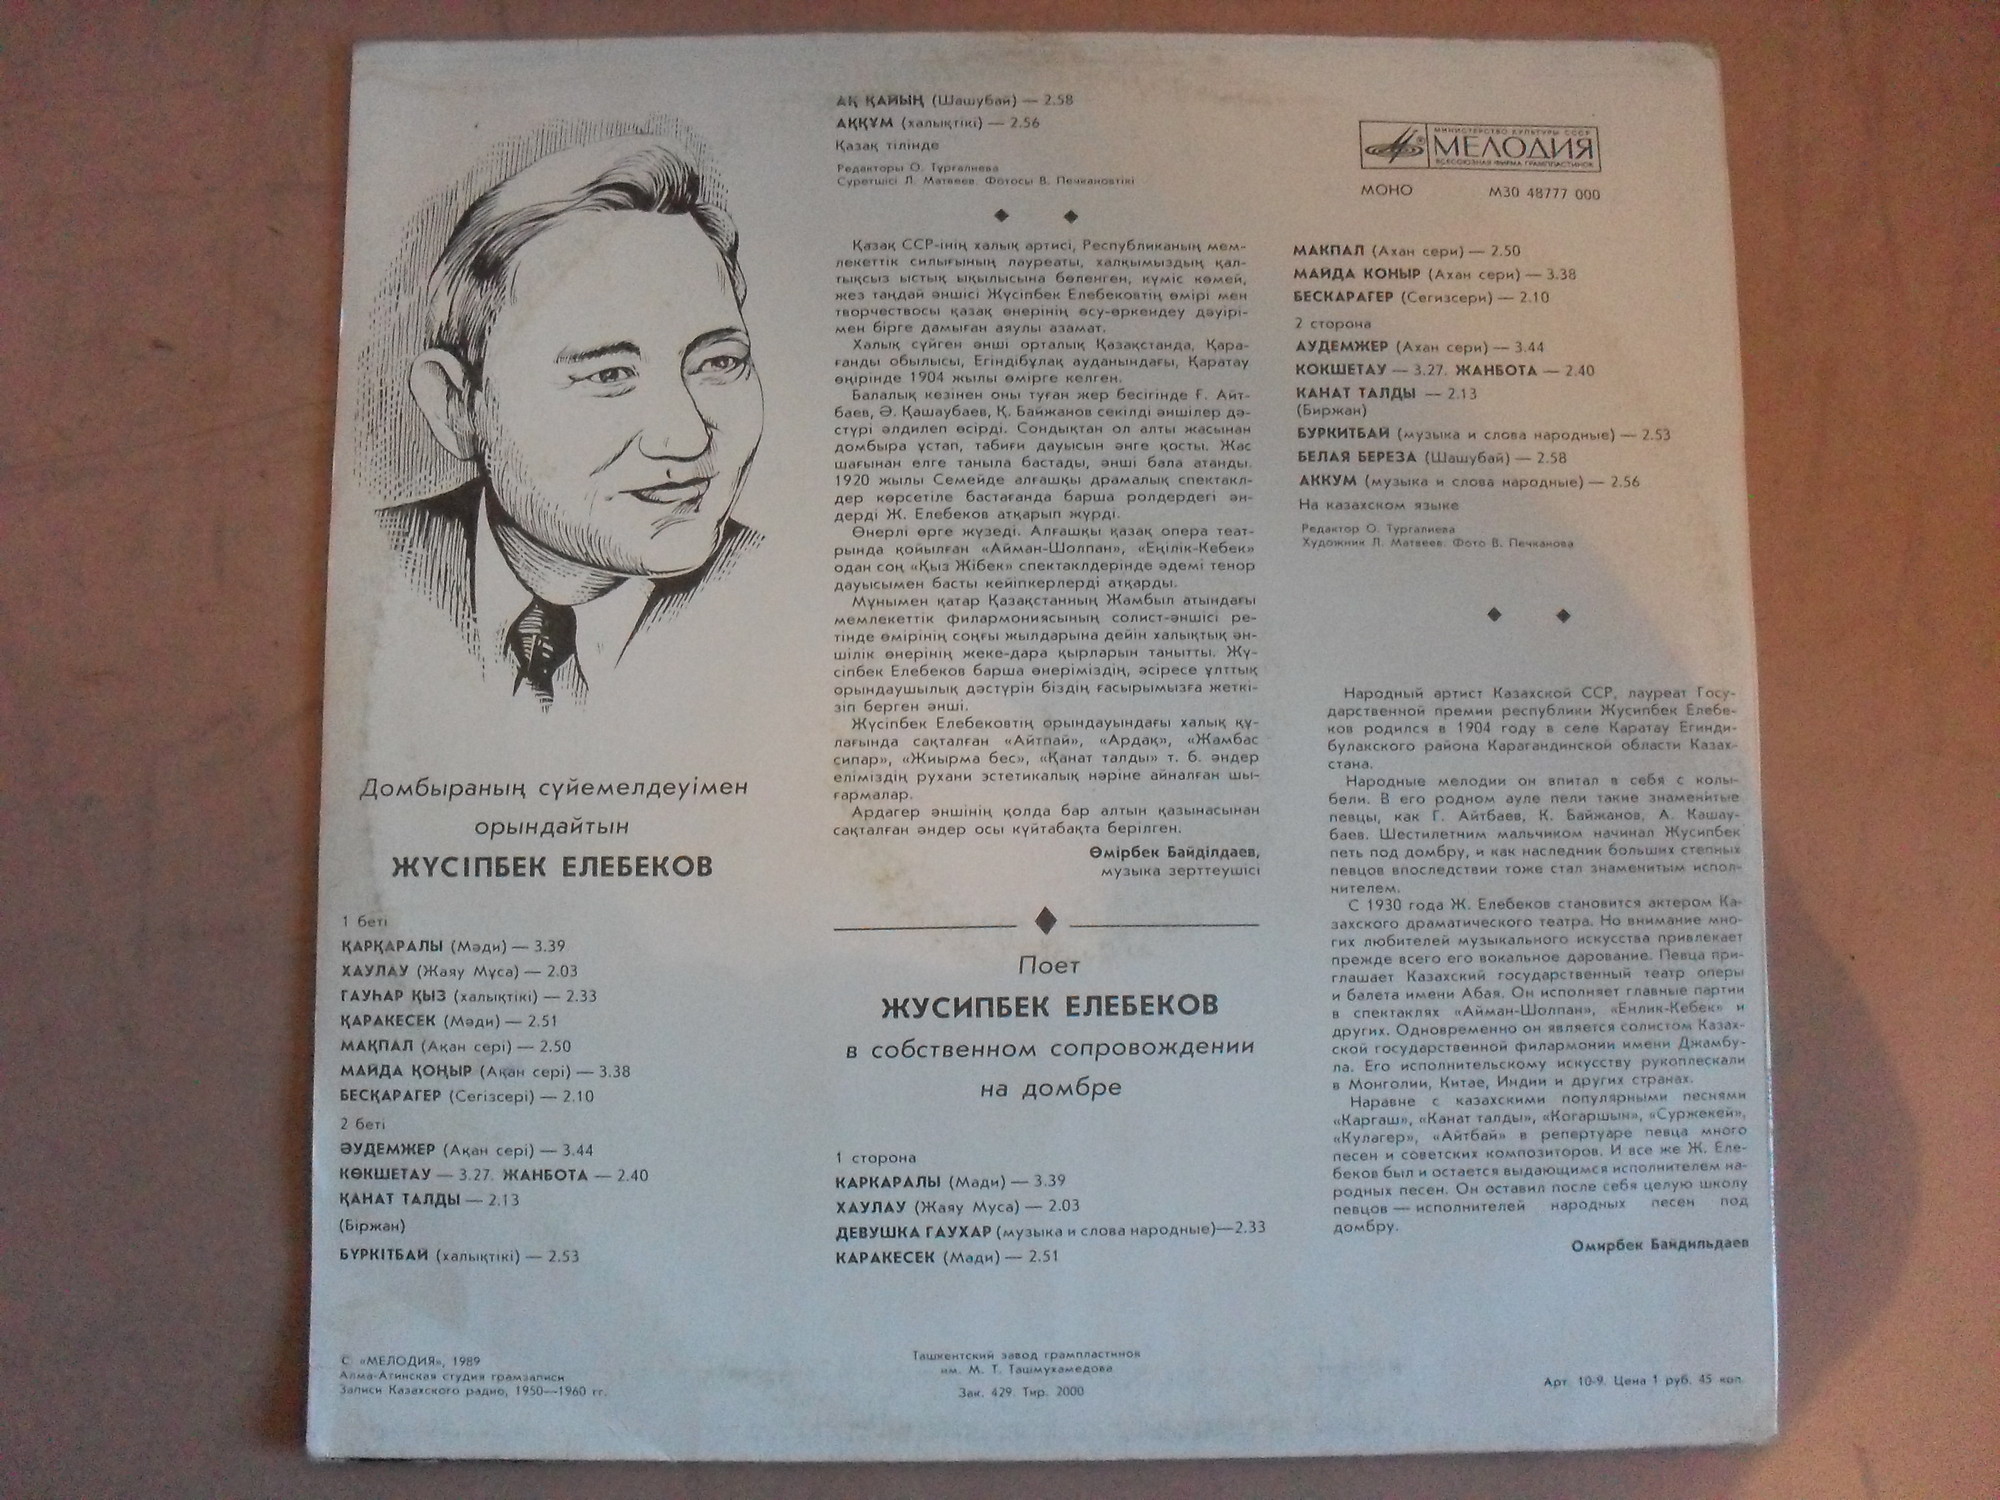 Домбыраның сүйемелдеуімен
орындайтын
ЖҮСІПБЕК ЕЛЕБЕКОВ
1 беті
ҚАРҚАРАЛЫ (Мәди) — 3.39
ХАУЛАУ (Жаяу Мұса) — 2.03
ГАУҺАР ҚЫЗ (халықтікі) — 2.33
ҚАРАКЕСЕК (Мәди) — 2.51
МАҚПАЛ (Ақан сері) — 2.50
МАЙДА ҚОҢЫР (Ақан сері) — 3.38
БЕСҚАРАГЕР (Сегізсері) — 2.10
2 беті
ӘУДЕМЖЕР (Ақан сері) — 3.44
КӨКШЕТАУ — 3.27. ЖАНБОТА — 2.40
ҚАНАТ ТАЛДЫ — 2.13
(Біржан)
БҮРКІТБАЙ (халықтікі) — 2.53
С «МЕЛОДИЯ», 1989
Алма-Атинская студия грамзаписи
Записи Казахского радио, 1950—1960 гг.
АҚ ҚАЙЫҢ (Шашубай) — 2.58
АҚҚҰМ (халықтікі) — 2.56
Қазақ тілінде
Редакторы О. Тұрғалиева
Суретшісі Л. Матвеев. Фотосы В. Печкановтікі
Қазақ ССР-інің халық артисі, Республиканың мем-
лекеттік силығының лауреаты, халқымыздың қал-
тықсыз ыстық ықылысына бөленген, күміс көмей,
жез таңдай әншісі Жүсіпбек Елебековтің өмірі мен
творчествосы қазақ өнерінің өсу-өркендеу дәуірі-
мен бірге дамыған аяулы азамат.
Халық сүйген әнші орталық Қазақстанда, Қара-
ғанды обылысы, Егіндібұлақ ауданындағы, Қаратау
өңірінде 1904 жылы өмірге келген.
Балалық кезінен оны туған жер бесігінде Ғ. Айт-
баев, Ә. Қашаубаев, Қ. Байжанов секілді әншілер дә-
стүрі әлдилеп өсірді. Сондықтан ол алты жасынан
домбыра ұстап, табиғи дауысын әнге қосты. Жас
шағынан елге таныла бастады, әнші бала атанды.
1920 жылы Семейде алғашқы драмалық спектакл-
дер көрсетіле бастағанда барша ролдердегі ән-
дерді Ж. Елебеков атқарып жүрді.
Өнерлі өрге жүзеді. Алғашқы қазақ опера теат-
рында қойылған «Айман-Шолпан», «Еңілік-Кебек»
одан соң «Қыз Жібек» спектаклдерінде әдемі тенор
дауысымен басты кейіпкерлерді атқарды.
Мұнымен қатар Қазақстанның Жамбыл атындағы
мемлекеттік филармониясының солист-әншісі ре-
тінде өмірінің соңғы жылдарына дейін халықтық ән-
шілік өнерінің жеке-дара қырларын танытты. Жү-
сіпбек Елебеков барша өнеріміздің, әсіресе ұлттық
орындаушылық дәстүрін біздің ғасырымызға жеткі-
зіп берген әнші.
Жүсіпбек Елебековтің орындауындағы халық құ-
лағында сақталған «Айтпай», «Ардақ», «Жамбас
сипар», «Жиырма бес», «Қанат талды» т. б. әндер
еліміздің рухани эстетикалық нәріне айналған шы-
ғармалар.
Ардагер әншінің қолда бар алтын қазынасынан
сақталған әндер осы күйтабақта берілген.
Өмірбек Байділдаев,
музыка зерттеушісі
Поет
ЖУСИПБЕК ЕЛЕБЕКОВ
в собственном сопровождении
на домбре
1 сторона
КАРКАРАЛЫ (Мади) — 3.39
ХАУЛАУ (Жаяу Муса) — 2.03
ДЕВУШКА ГАУХАР (музыка и слова народные)—2.33
КАРАКЕСЕК (Мади) — 2.51
Ташкентский завод грампластинок
им. М. Т. Ташмухамедова
Зак. 429. Тир. 2000
МИНИСТЕРСТВО КУЛЬТУРЫ СССР
МЕЛОДИЯ
ВСЕСОЮЗНАЯ ФИРМА ГРАМПЛАСТИНОК
МОНО М30 48777 000
МАКПАЛ (Ахан сери) — 2.50
МАЙДА КОНЫР (Ахан сери) — 3.38
БЕСКАРАГЕР (Сегизсери) — 2.10
2 сторона
АУДЕМЖЕР (Ахан сери) — 3.44
КОКШЕТАУ — 3.27. ЖАНБОТА — 2.40
КАНАТ ТАЛДЫ — 2.13
(Биржан)
БУРКИТБАЙ (музыка и слова народные) — 2.53
БЕЛАЯ БЕРЕЗА (Шашубай) — 2.58
АККУМ (музыка и слова народные) — 2.56
На казахском языке
Редактор О. Тургалиева
Художник Л. Матвеев. Фото В. Печканова
Народный артист Казахской ССР, лауреат Госу-
дарственной премии республики Жусипбек Елебе-
ков родился в 1904 году в селе Каратау Егинди-
булакского района Карагандинской области Казах-
стана.
Народные мелодии он впитал в себя с колы-
бели. В его родном ауле пели такие знаменитые
певцы, как Г. Айтбаев, К. Байжанов, А. Кашау-
баев. Шестилетним мальчиком начинал Жусипбек
петь под домбру, и как наследник больших степных
певцов впоследствии тоже стал знаменитым испол-
нителем.
С 1930 года Ж. Елебеков становится актером Ка-
захского драматического театра. Но внимание мно-
гих любителей музыкального искусства привлекает
прежде всего его вокальное дарование. Певца при-
глашает Казахский государственный театр оперы
и балета имени Абая. Он исполняет главные партии
в спектаклях «Айман-Шолпан», «Енлик-Кебек» и
других. Одновременно он является солистом Казах-
ской государственной филармонии имени Джамбу-
ла. Его исполнительскому искусству рукоплескали
в Монголии, Китае, Индии и других странах.
Наравне с казахскими популярными песнями
«Каргаш», «Канат талды», «Когаршын», «Суржекей»,
«Кулагер», «Айтбай» в репертуаре певца много
песен и советских композиторов. И все же Ж. Еле-
беков был и остается выдающимся исполнителем на-
родных песен. Он оставил после себя целую школу
певцов — исполнителей народных песен под
домбру.
Омирбек Байдильдаев
Арт. 10-9. Цена 1 руб. 45 коп.